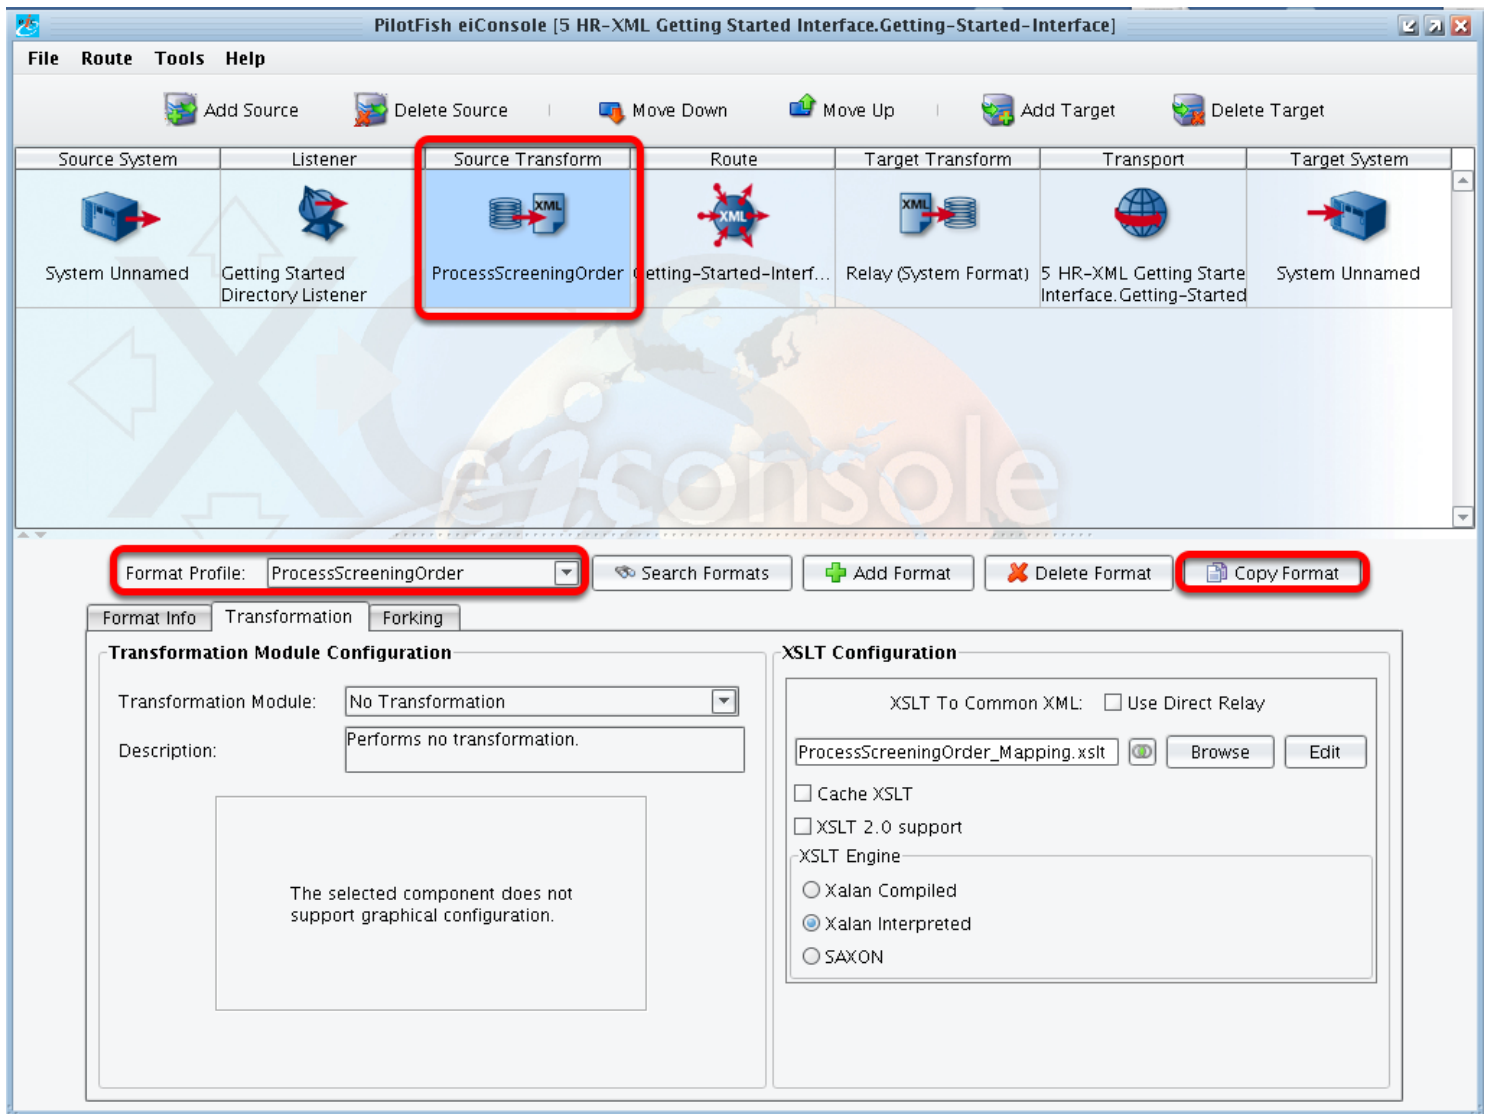 PilotFish eiConsole [5 HR-XML Getting Started Interface.Getting-Started-Interface]
File Route Tools Help
Add Source Delete Source Move Down Move Up Add Target Delete Target
Source System Listener Source Transform Route Target Transform Transport Target System
XML XML XML
System Unnamed Getting Started ProcessScreeningOrder Getting-Started-Interf... Relay (System Format) 5 HR-XML Getting Starte System Unnamed
Directory Listener Interface.Getting-Started
eiconsole
Format Profile: ProcessScreeningOrder Search Formats Add Format Delete Format Copy Format
Format Info Transformation Forking
Transformation Module Configuration XSLT Configuration
Transformation Module: No Transformation XSLT To Common XML: Use Direct Relay
Description: Performs no transformation. ProcessScreeningOrder_Mapping.xslt Browse Edit
Cache XSLT
XSLT 2.0 support
XSLT Engine
The selected component does not Xalan Compiled
support graphical configuration. Xalan Interpreted
SAXON